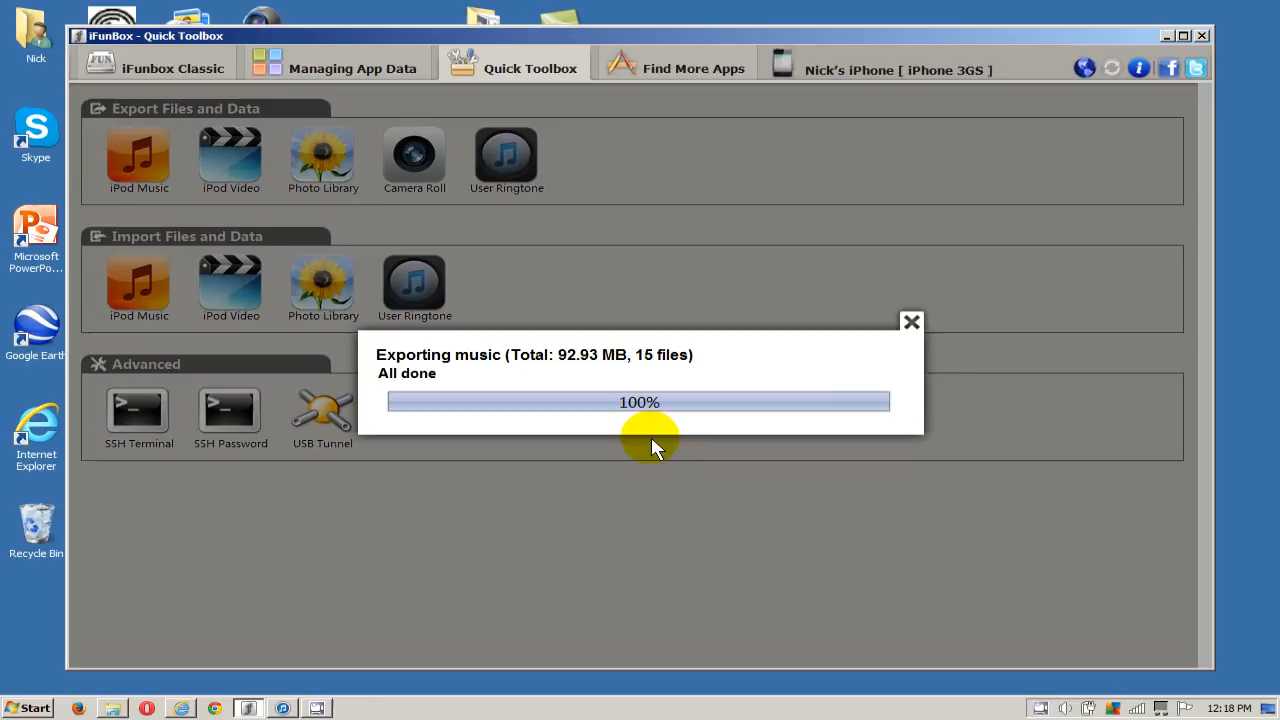 iFunBox - Quick Toolbox
FUN
iFunbox Classic
Managing App Data
Quick Toolbox
Find More Apps
Nick's iPhone [ iPhone 3GS ]
Export Files and Data
iPod Music
iPod Video
Photo Library
Camera Roll
User Ringtone
Import Files and Data
iPod Music
iPod Video
Photo Library
User Ringtone
Exporting music (Total: 92.93 MB, 15 files)
All done
100%
Advanced
SSH Terminal
SSH Password
USB Tunnel
Nick
Skype
Microsoft
PowerPo...
Google Earth
Internet
Explorer
Recycle Bin
Start
12:18 PM